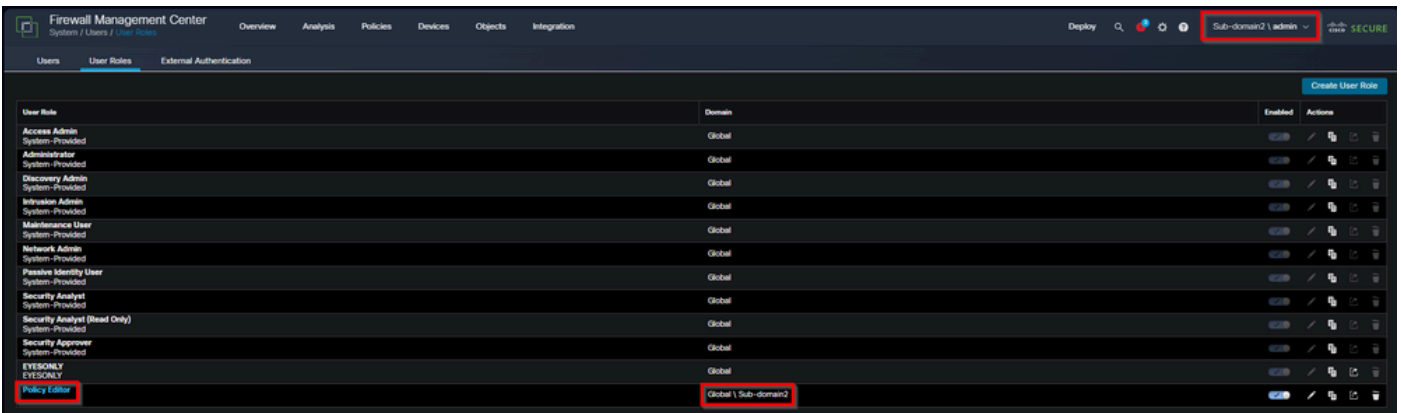 Firewall Management Center
System / Users / User Roles
Overview Analysis Policies Devices Objects Integration Deploy Sub-domain2 \ admin CISCO SECURE
Users User Roles External Authentication
Create User Role
User Role Domain Enabled Actions
Access Admin
System-Provided Global
Administrator
System-Provided Global
Discovery Admin
System-Provided Global
Intrusion Admin
System-Provided Global
Maintenance User
System-Provided Global
Network Admin
System-Provided Global
Passive Identity User
System-Provided Global
Security Analyst
System-Provided Global
Security Analyst (Read Only)
System-Provided Global
Security Approver
System-Provided Global
EYESONLY
EYESONLY Global
Policy Editor Global \ Sub-domain2